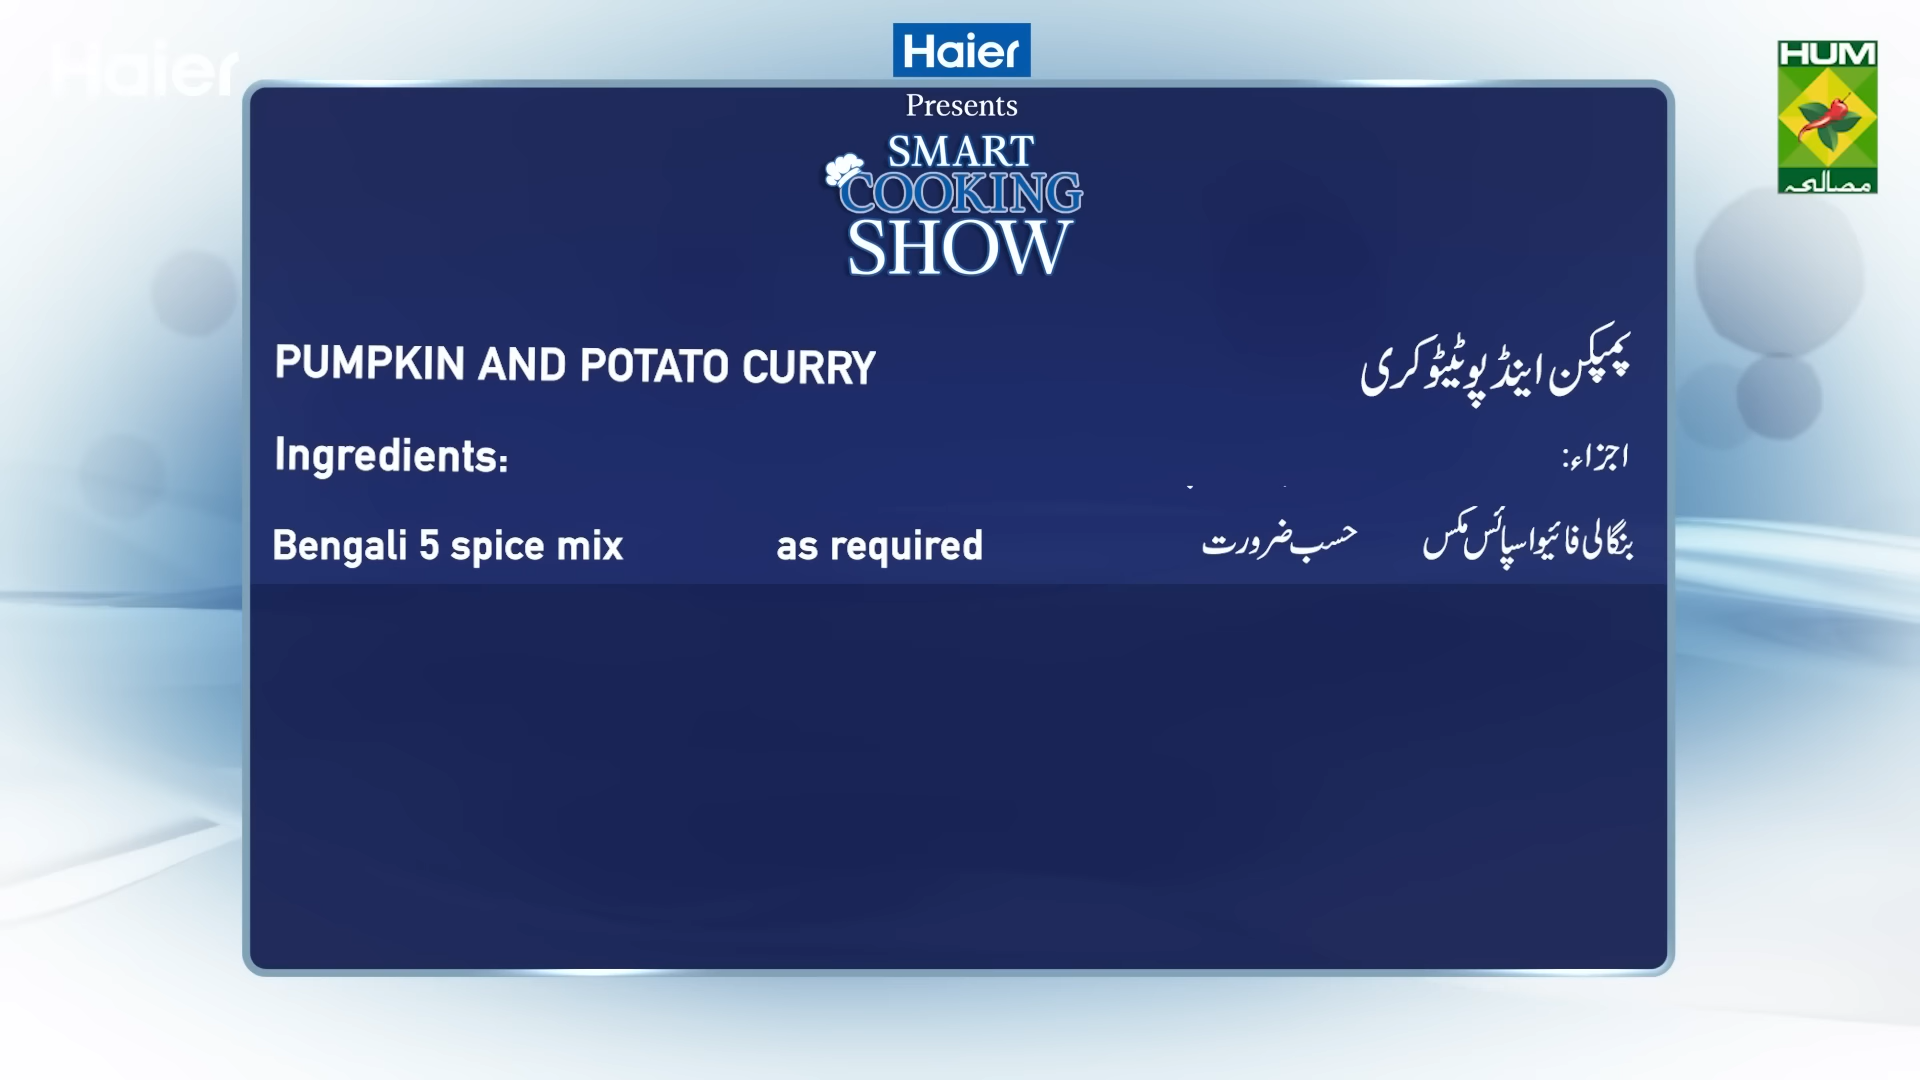 Haier
Haier
HUM
مصالحہ
Presents
SMART
COOKING
SHOW
PUMPKIN AND POTATO CURRY پمپکن اینڈ پوٹیٹو کری
Ingredients: اجزاء:
Bengali 5 spice mix as required حسب ضرورت بنگالی فائیو اسپائس مکس